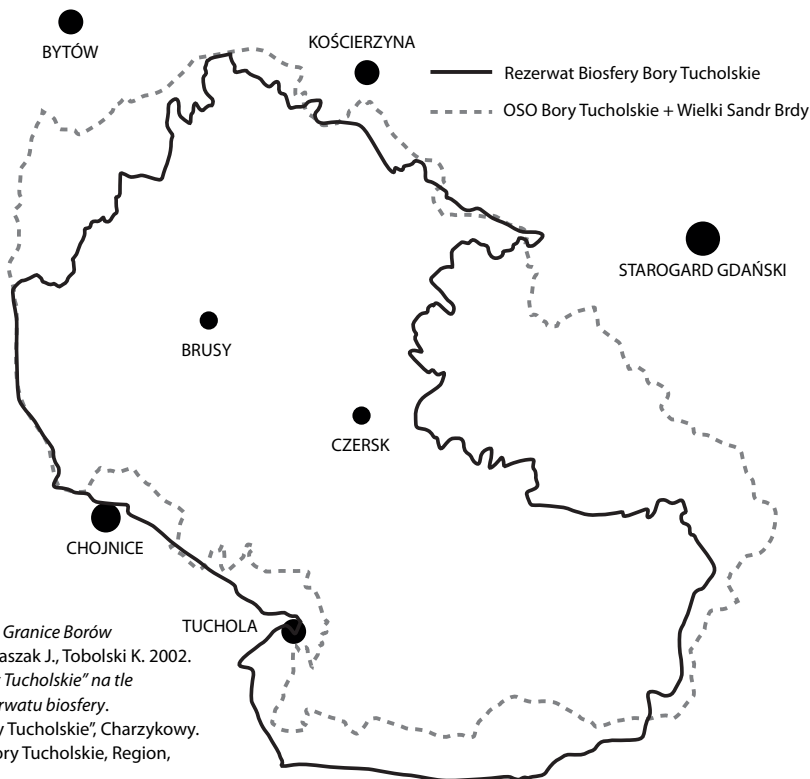 BYTÓW
KOŚCIERZYNA
Rezerwat Biosfery Bory Tucholskie
OSO Bory Tucholskie + Wielki Sandr Brdy
STAROGARD GDAŃSKI
BRUSY
CZERSK
CHOJNICE
TUCHOLA
Granice Borów
aszak J., Tobolski K. 2002.
Tucholskie” na tle
rwatu biosfery.
y Tucholskie”, Charzykowy.
ory Tucholskie, Region,